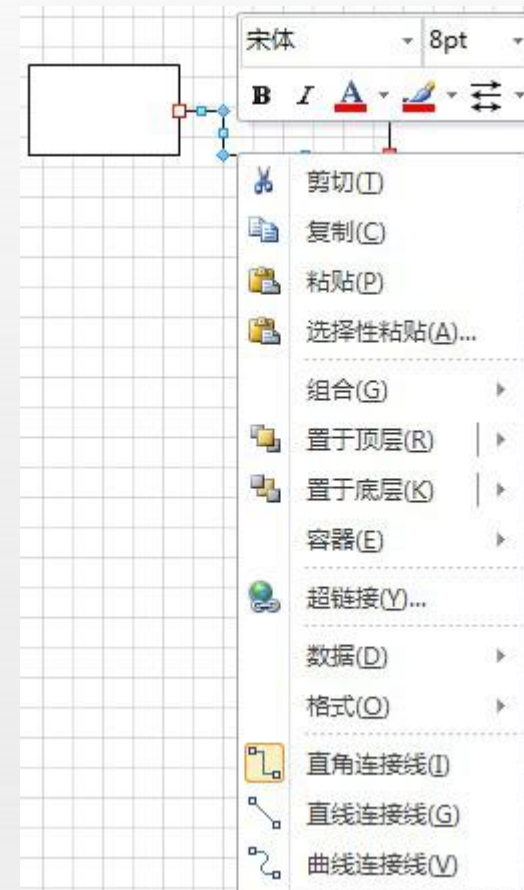 宋体 8pt
B I A
剪切(T)
复制(C)
粘贴(P)
选择性粘贴(A)...
组合(G)
置于顶层(R)
置于底层(K)
容器(E)
超链接(Y)...
数据(D)
格式(O)
直角连接线(I)
直线连接线(G)
曲线连接线(V)